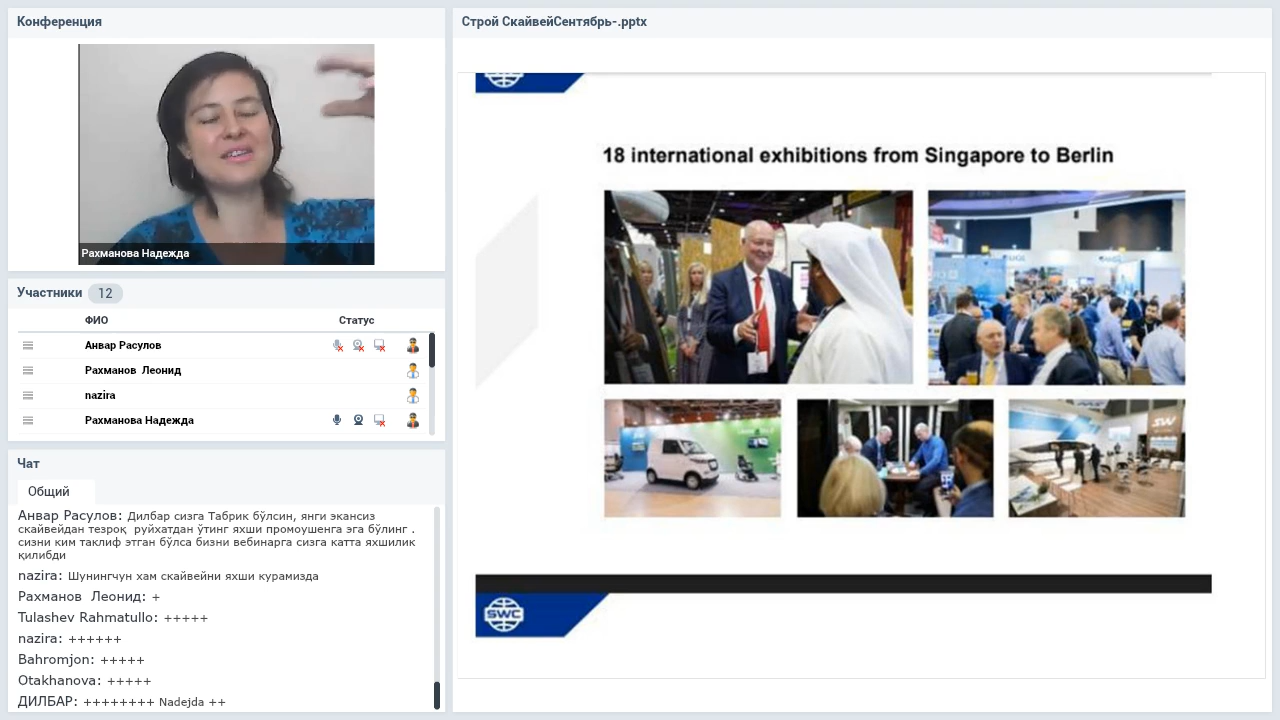 Конференция
Рахманова Надежда
Участники 12
ФИО Статус
Анвар Расулов
Рахманов Леонид
nazira
Рахманова Надежда
Чат
Общий
Анвар Расулов: Дилбар сизга Табрик бўлсин, янги экансиз
скайвейдан тезроқ руйхатдан ўтинг яхши промоушенга эга бўлинг .
сизни ким таклиф этган бўлса бизни вебинарга сизга катта яхшилик
қилибди
nazira: Шунингчун хам скайвейни яхши курамизда
Рахманов Леонид: +
Tulashev Rahmatullo: +++++
nazira: ++++++
Bahromjon: +++++
Otakhanova: +++++
ДИЛБАР: ++++++++ Nadejda ++
Строй СкайвейСентябрь-.pptx
18 international exhibitions from Singapore to Berlin
SW
SWC